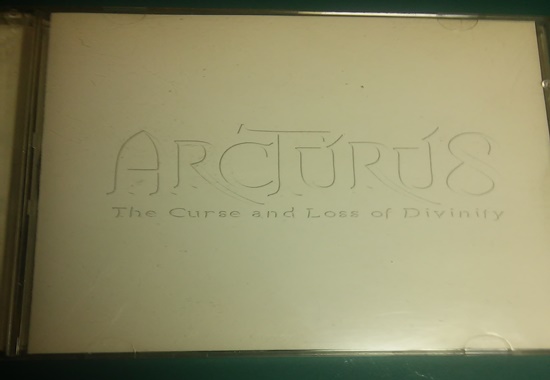 Arcturus
The Curse and Loss of Divinity